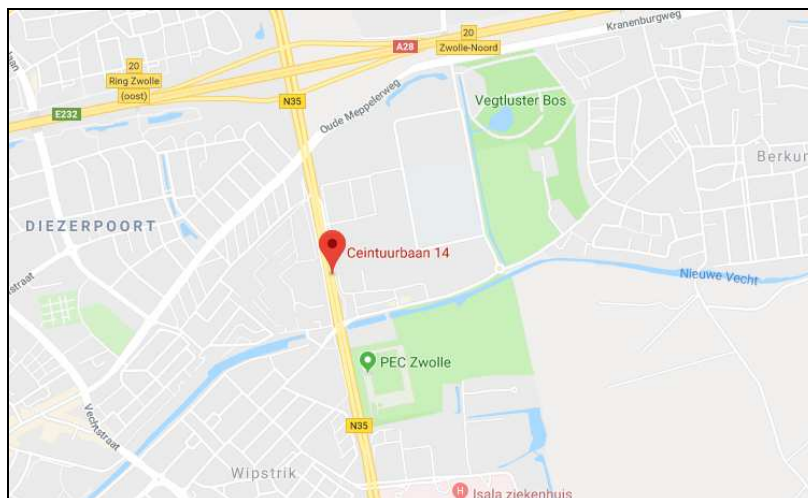 Kranenburgweg
20
Zwolle-Noord
A28
20
Ring Zwolle
(oost)
N35
Vegtluster Bos
E232
Oude Meppelerweg
Berkum
DIEZERPOORT
Ceintuurbaan 14
Nieuwe Vecht
PEC Zwolle
Vechtstraat
N35
Wipstrik
H
Isala ziekenhuis